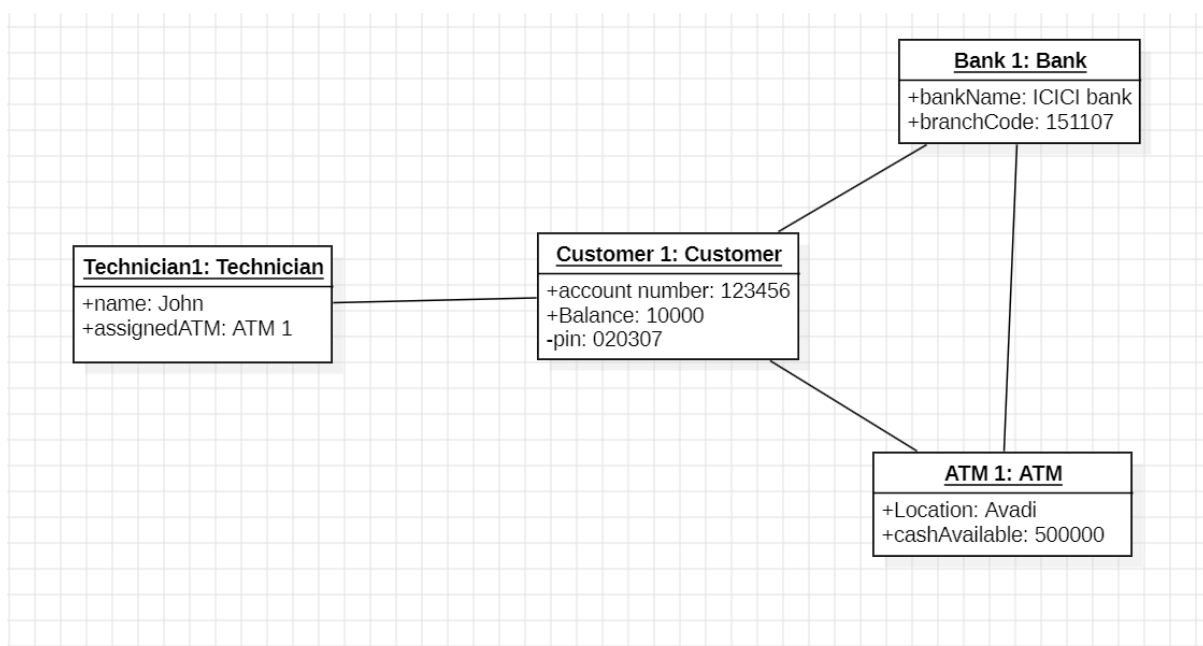 Bank 1: Bank
+bankName: ICICI bank
+branchCode: 151107
Technician1: Technician
+name: John
+assignedATM: ATM 1
Customer 1: Customer
+account number: 123456
+Balance: 10000
-pin: 020307
ATM 1: ATM
+Location: Avadi
+cashAvailable: 500000